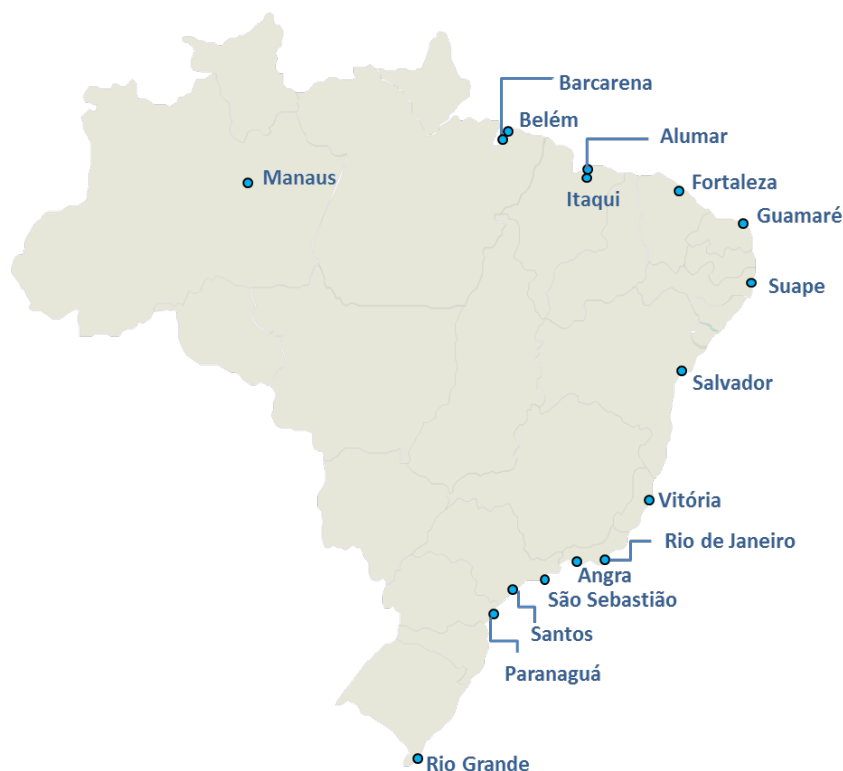 Barcarena
Belém
Alumar
Manaus
Itaqui
Fortaleza
Guamaré
Suape
Salvador
Vitória
Rio de Janeiro
Angra
São Sebastião
Santos
Paranaguá
Rio Grande